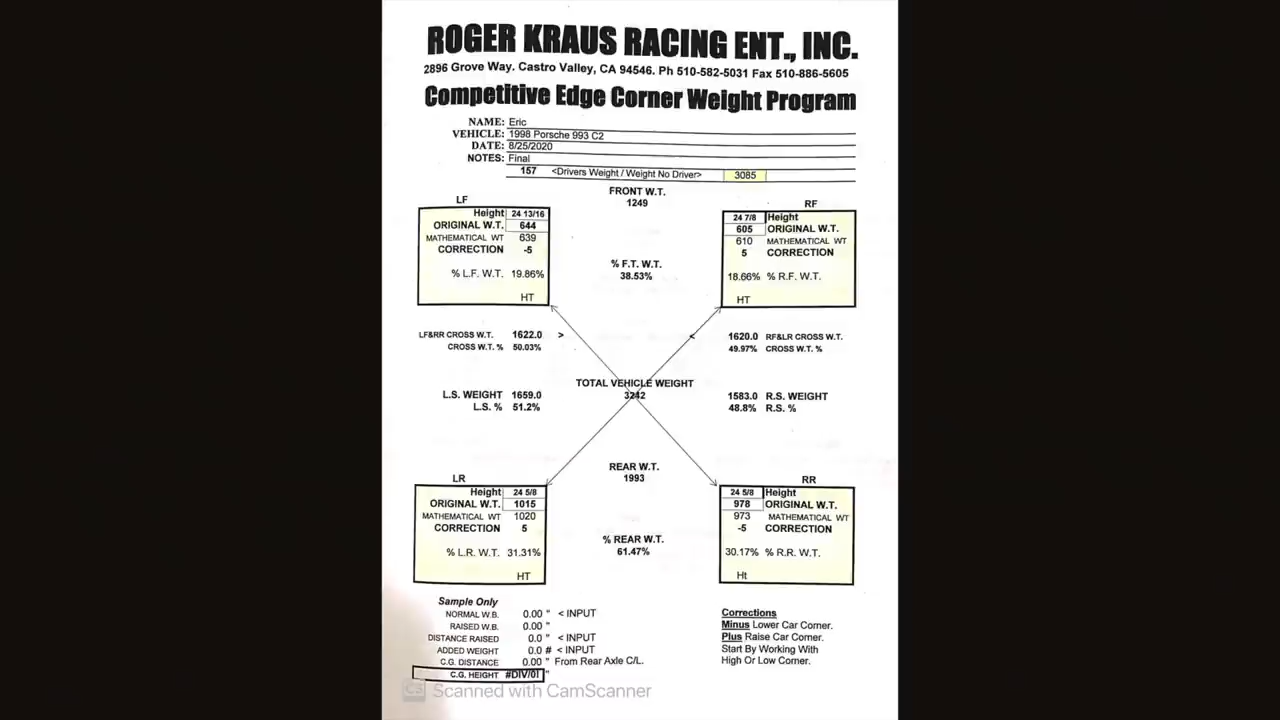 ROGER KRAUS RACING ENT., INC.
2896 Grove Way. Castro Valley, CA 94546. Ph 510-582-5031 Fax 510-886-5605
Competitive Edge Corner Weight Program
NAME: Eric
VEHICLE: 1998 Porsche 993 C2
DATE: 8/25/2020
NOTES: Final
157 <Drivers Weight / Weight No Driver> 3085
FRONT W.T.
1249
LF
Height 24 13/16
ORIGINAL W.T. 644
MATHEMATICAL WT 639
CORRECTION -5
% L.F. W.T. 19.86%
HT
% F.T. W.T.
38.53%
RF
24 7/8 Height
605 ORIGINAL W.T.
610 MATHEMATICAL WT
5 CORRECTION
18.66% % R.F. W.T.
HT
LF&RR CROSS W.T. 1622.0 >
CROSS W.T. % 50.03%
< 1620.0 RF&LR CROSS W.T.
49.97% CROSS W.T. %
TOTAL VEHICLE WEIGHT
3242
L.S. WEIGHT 1659.0
L.S. % 51.2%
1583.0 R.S. WEIGHT
48.8% R.S. %
REAR W.T.
1993
LR
Height 24 5/8
ORIGINAL W.T. 1015
MATHEMATICAL WT 1020
CORRECTION 5
% L.R. W.T. 31.31%
HT
% REAR W.T.
61.47%
RR
24 5/8 Height
978 ORIGINAL W.T.
973 MATHEMATICAL WT
-5 CORRECTION
30.17% % R.R. W.T.
Ht
Sample Only
NORMAL W.B. 0.00 " < INPUT
RAISED W.B. 0.00 "
DISTANCE RAISED 0.0 " < INPUT
ADDED WEIGHT 0.0 # < INPUT
C.G. DISTANCE 0.00 " From Rear Axle C/L.
C.G. HEIGHT #DIV/0! "
Corrections
Minus Lower Car Corner.
Plus Raise Car Corner.
Start By Working With
High Or Low Corner.
CS Scanned with CamScanner